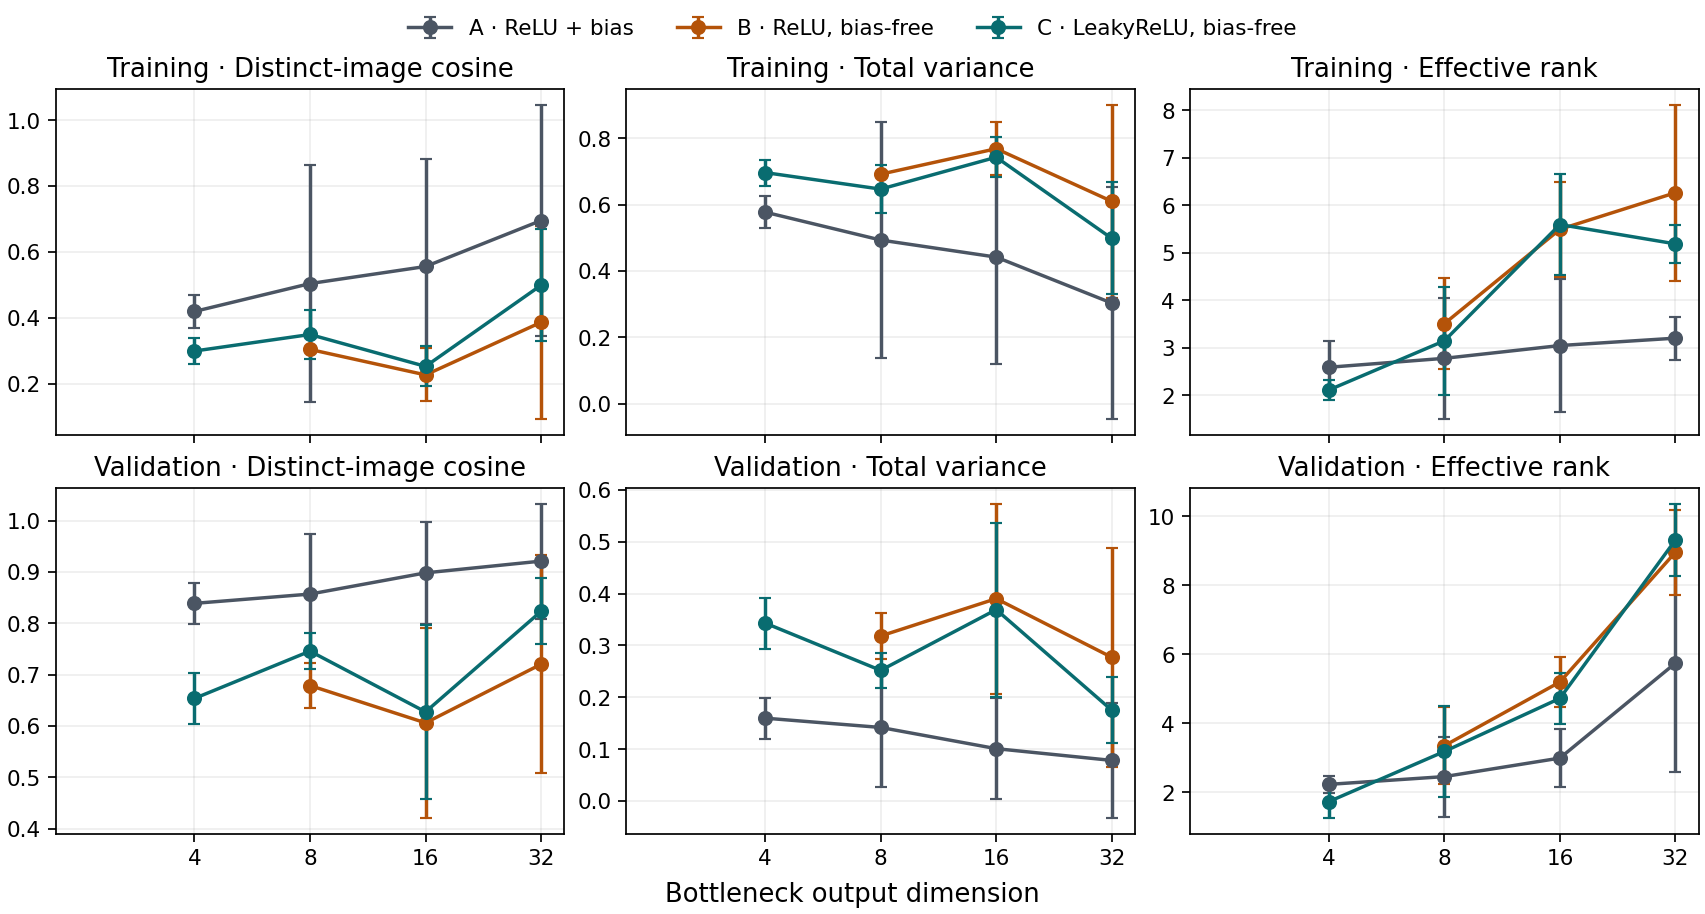 A · ReLU + bias
B · ReLU, bias-free
C · LeakyReLU, bias-free
Training · Distinct-image cosine
1.0
0.8
0.6
0.4
0.2
Training · Total variance
0.8
0.6
0.4
0.2
0.0
Training · Effective rank
8
7
6
5
4
3
2
Validation · Distinct-image cosine
1.0
0.9
0.8
0.7
0.6
0.5
0.4
4 8 16 32
Validation · Total variance
0.6
0.5
0.4
0.3
0.2
0.1
0.0
4 8 16 32
Validation · Effective rank
10
8
6
4
2
4 8 16 32
Bottleneck output dimension